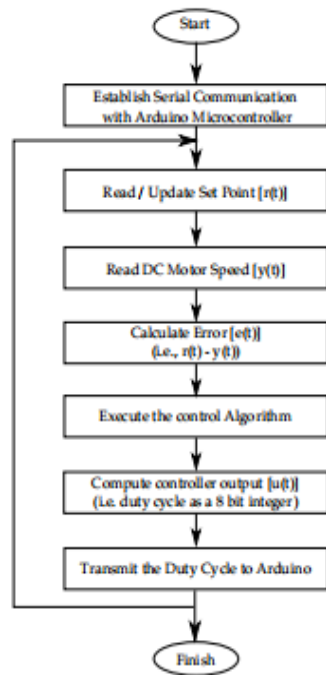 Start
Establish Serial Communication
with Arduino Microcontroller
Read / Update Set Point [r(t)]
Read DC Motor Speed [y(t)]
Calculate Error [e(t)]
(i.e., r(t) - y(t))
Execute the control Algorithm
Compute controller output [u(t)]
(i.e. duty cycle as a 8 bit integer)
Transmit the Duty Cycle to Arduino
Finish